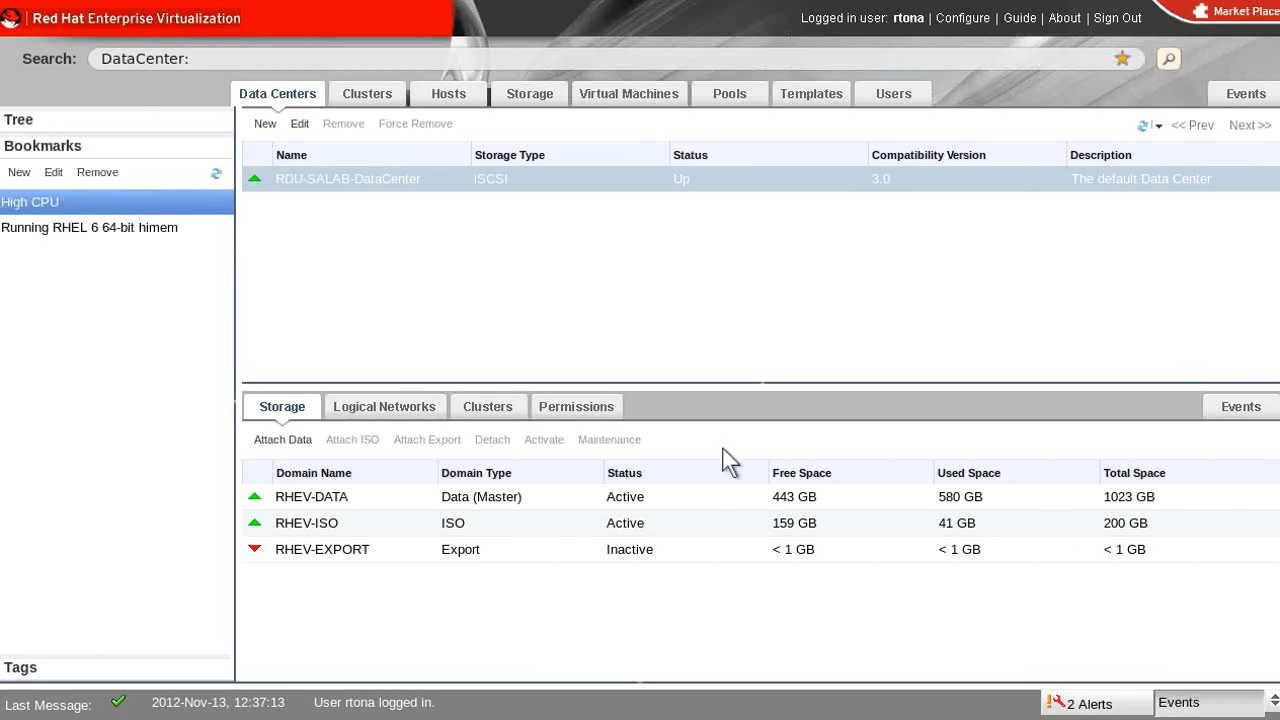 Red Hat Enterprise Virtualization
Logged in user: rtona | Configure | Guide | About | Sign Out
Market Place
Search: DataCenter:
Data Centers Clusters Hosts Storage Virtual Machines Pools Templates Users Events
Tree
Bookmarks
New Edit Remove
High CPU
Running RHEL 6 64-bit himem
Tags
New Edit Remove Force Remove << Prev Next >>
Name Storage Type Status Compatibility Version Description
RDU-SALAB-DataCenter iSCSI Up 3.0 The default Data Center
Storage Logical Networks Clusters Permissions Events
Attach Data Attach ISO Attach Export Detach Activate Maintenance
Domain Name Domain Type Status Free Space Used Space Total Space
RHEV-DATA Data (Master) Active 443 GB 580 GB 1023 GB
RHEV-ISO ISO Active 159 GB 41 GB 200 GB
RHEV-EXPORT Export Inactive < 1 GB < 1 GB < 1 GB
Last Message: 2012-Nov-13, 12:37:13 User rtona logged in. 2 Alerts Events